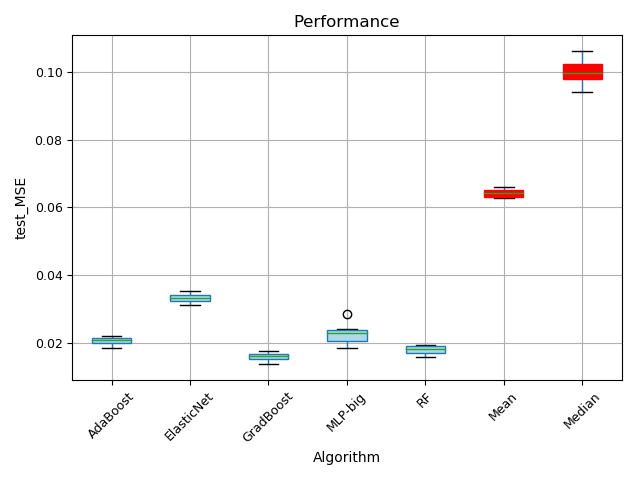 Performance
test_MSE
0.10
0.08
0.06
0.04
0.02
AdaBoost
ElasticNet
GradBoost
MLP-big
RF
Mean
Median
Algorithm